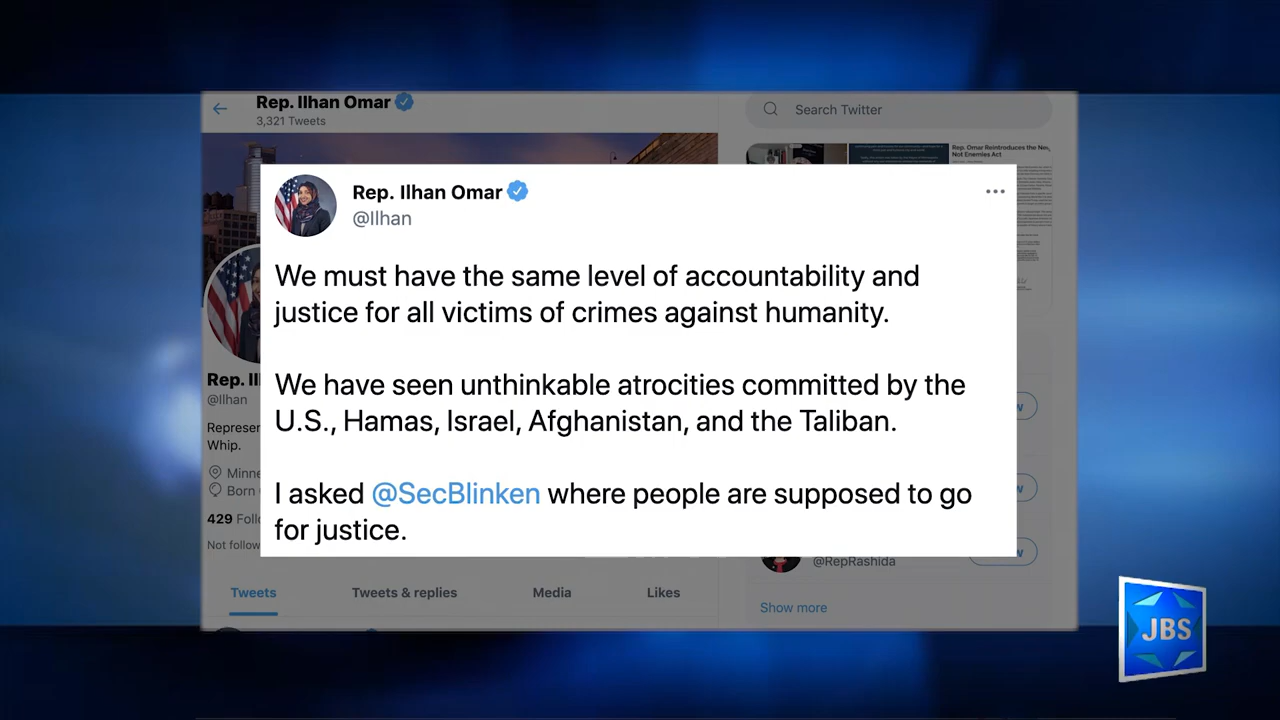 Rep. Ilhan Omar
3,321 Tweets
Search Twitter
Rep. Omar Reintroduces the
Not Enemies Act
Rep. Ilhan Omar
@Ilhan
We must have the same level of accountability and
justice for all victims of crimes against humanity.
We have seen unthinkable atrocities committed by the
U.S., Hamas, Israel, Afghanistan, and the Taliban.
I asked @SecBlinken where people are supposed to go
for justice.
Rep.
@Ilhan
Represen
Whip.
Minne
Born
429 Foll
Not follow
@RepRashida
Show more
Tweets
Tweets & replies
Media
Likes
JBS